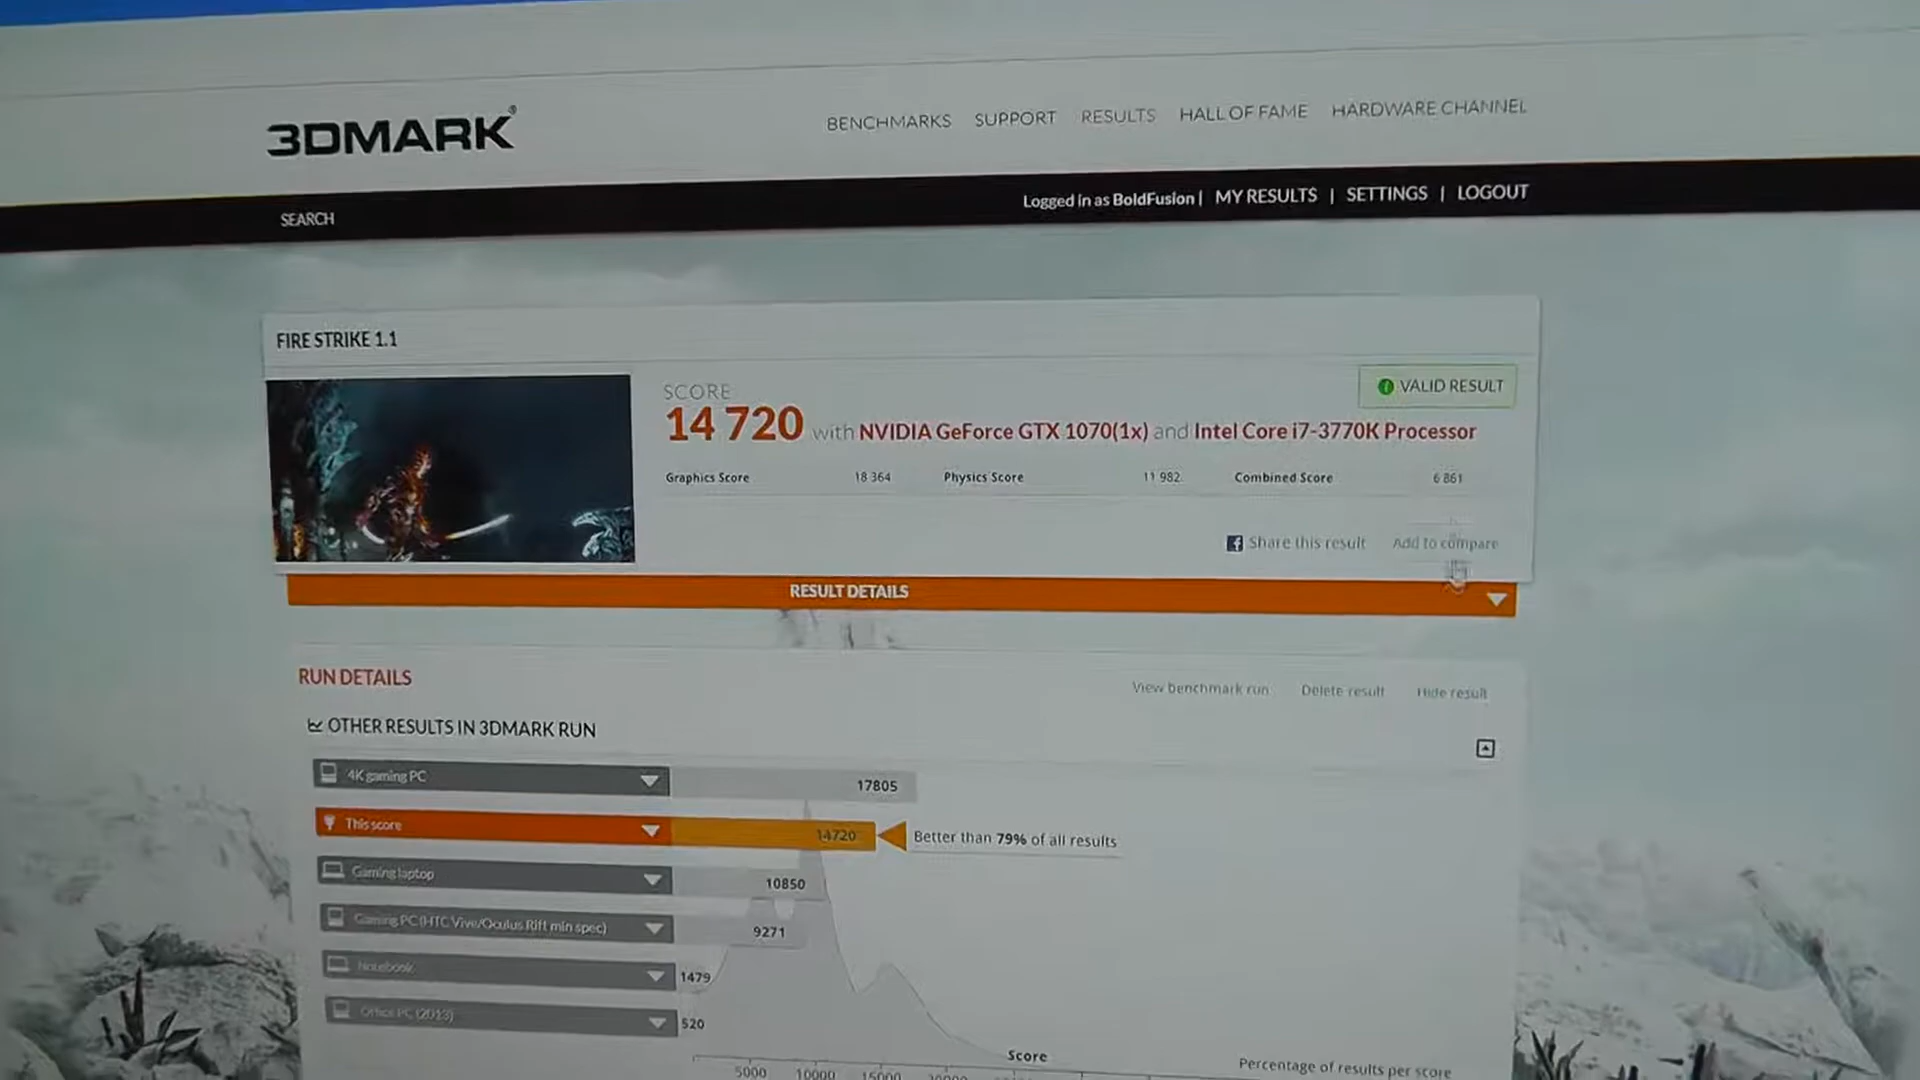 3DMARK®
BENCHMARKS SUPPORT RESULTS HALL OF FAME HARDWARE CHANNEL
SEARCH
Logged in as BoldFusion | MY RESULTS | SETTINGS | LOGOUT
FIRE STRIKE 1.1
VALID RESULT
SCORE
14 720 with NVIDIA GeForce GTX 1070(1x) and Intel Core i7-3770K Processor
Graphics Score 18 364 Physics Score 11 982 Combined Score 6 861
Share this result Add to compare
RESULT DETAILS
RUN DETAILS
View benchmark run Delete result Hide result
OTHER RESULTS IN 3DMARK RUN
4K gaming PC 17805
This score 14720 Better than 79% of all results
Gaming laptop 10850
Gaming PC (HTC Vive/Oculus Rift min spec) 9271
Notebook 1479
Office PC (2013) 520
Score
Percentage of results per score
5000 10000 15000